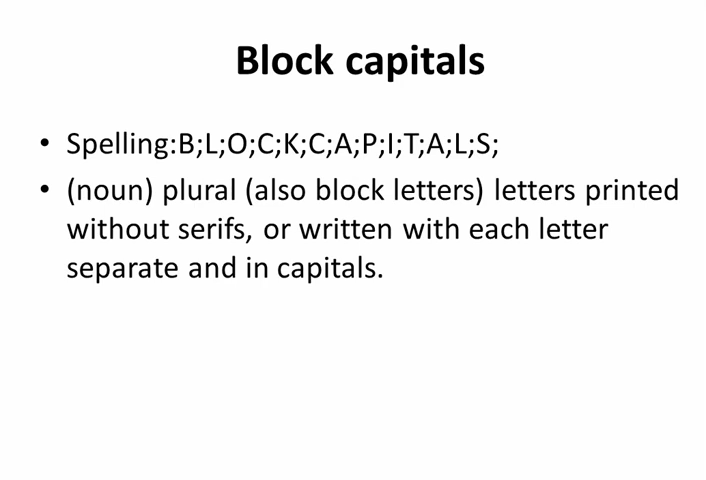 Block capitals
• Spelling:B;L;O;C;K;C;A;P;I;T;A;L;S;
• (noun) plural (also block letters) letters printed
without serifs, or written with each letter
separate and in capitals.